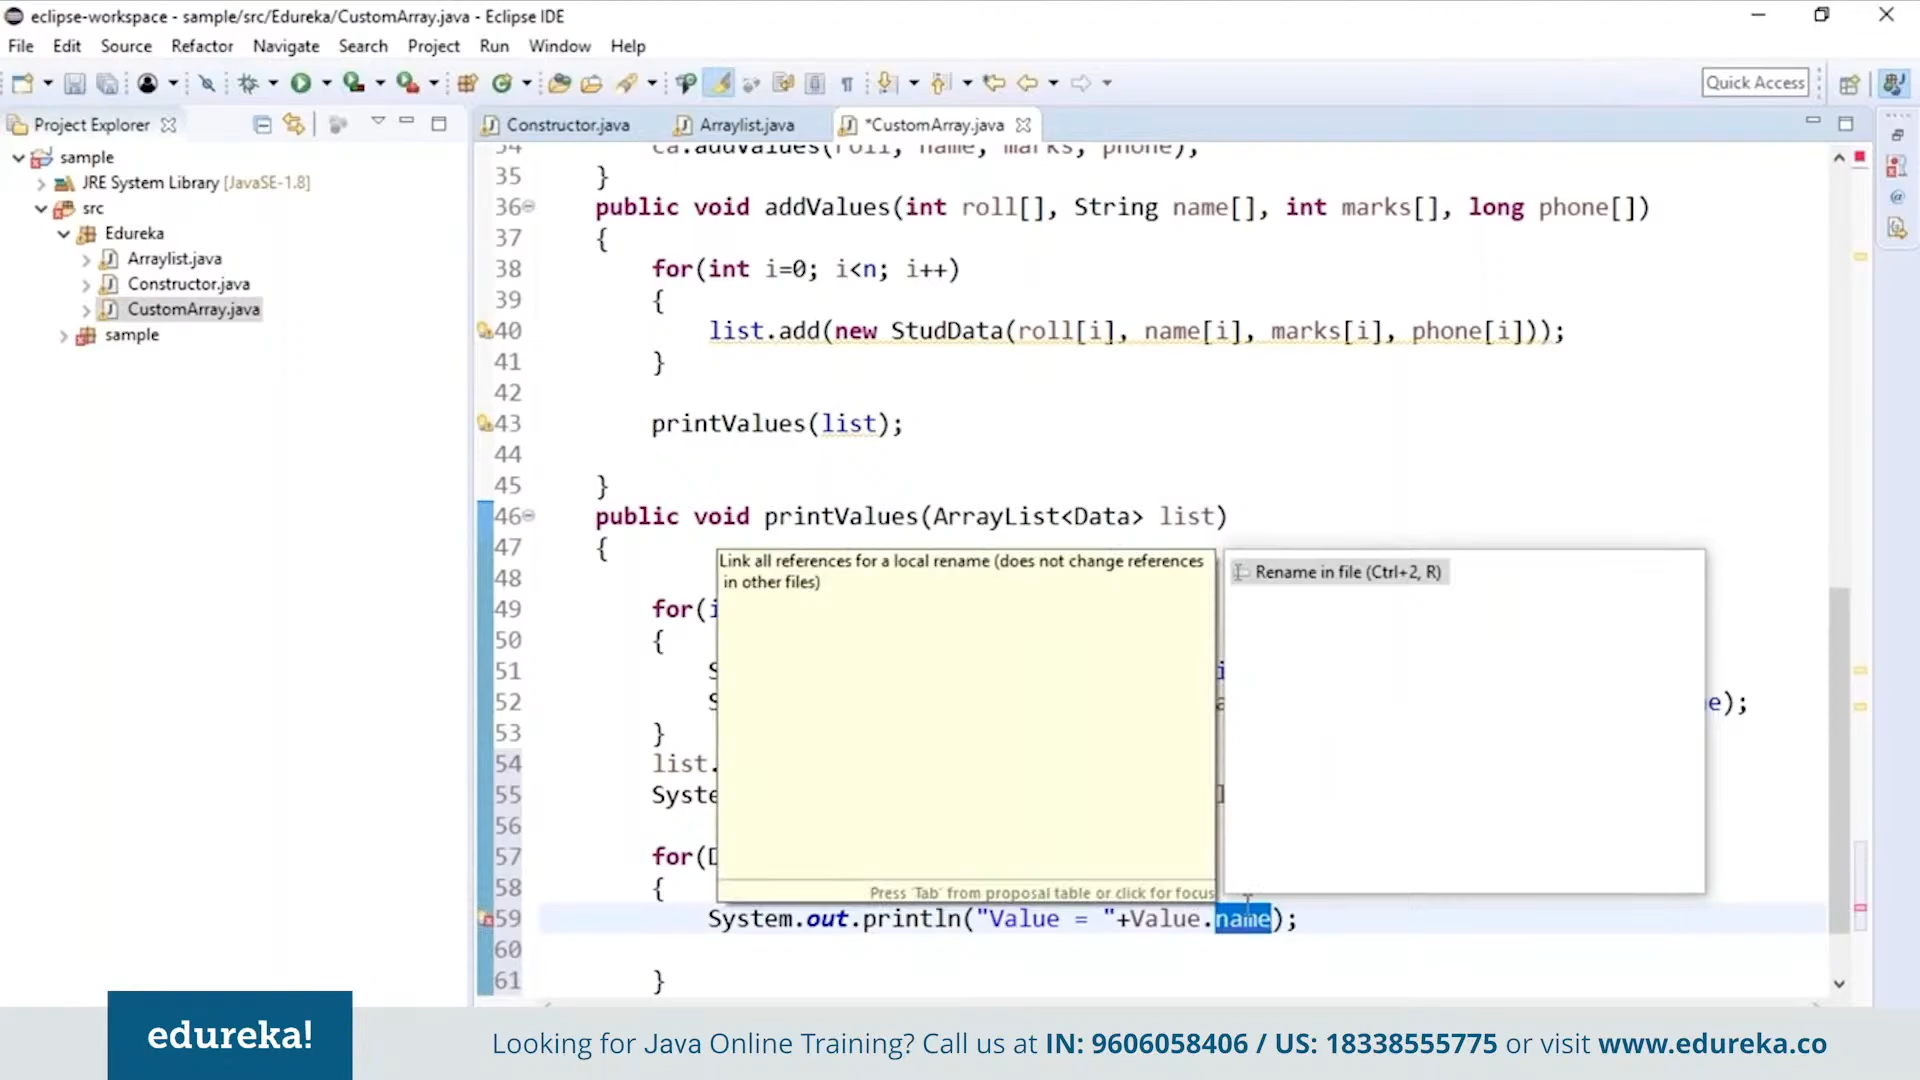 eclipse-workspace - sample/src/Edureka/CustomArray.java - Eclipse IDE
File Edit Source Refactor Navigate Search Project Run Window Help
Quick Access
Project Explorer
Constructor.java
Arraylist.java
*CustomArray.java
sample
JRE System Library [JavaSE-1.8]
src
Edureka
Arraylist.java
Constructor.java
CustomArray.java
sample
34 ca.addValues(roll, name, marks, phone);
35 }
36 public void addValues(int roll[], String name[], int marks[], long phone[])
37 {
38 for(int i=0; i<n; i++)
39 {
40 list.add(new StudData(roll[i], name[i], marks[i], phone[i]));
41 }
42
43 printValues(list);
44
45 }
46 public void printValues(ArrayList<Data> list)
47 {
48
49 for(i
50 {
51 S
52 S e);
53 }
54 list.
55 Syste
56
57 for(D
58 {
59 System.out.println("Value = "+Value.name);
60
61 }
Link all references for a local rename (does not change references
in other files)
Press 'Tab' from proposal table or click for focus
Rename in file (Ctrl+2, R)
edureka!
Looking for Java Online Training? Call us at IN: 9606058406 / US: 18338555775 or visit www.edureka.co